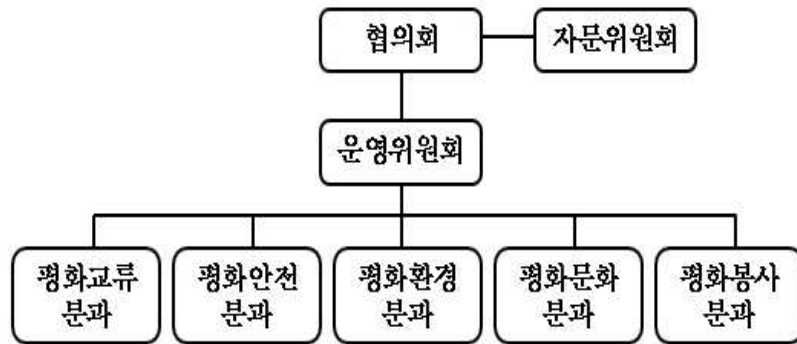 협의회
자문위원회
운영위원회
평화교류
분과
평화안전
분과
평화환경
분과
평화문화
분과
평화봉사
분과